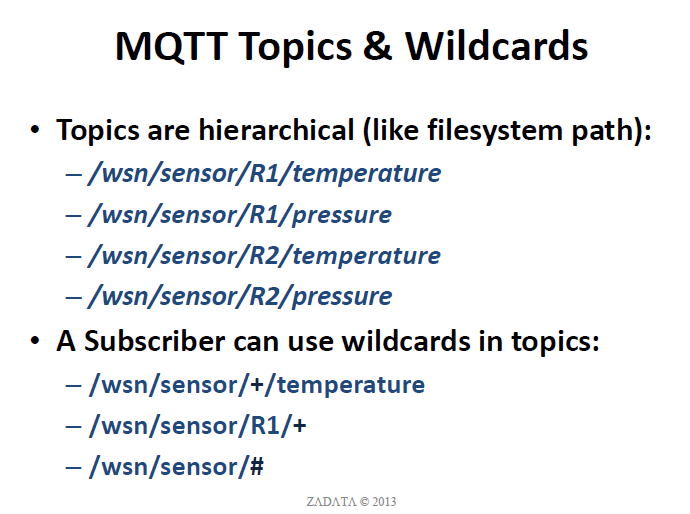 MQTT Topics & Wildcards
• Topics are hierarchical (like filesystem path):
– /wsn/sensor/R1/temperature
– /wsn/sensor/R1/pressure
– /wsn/sensor/R2/temperature
– /wsn/sensor/R2/pressure
• A Subscriber can use wildcards in topics:
– /wsn/sensor/+/temperature
– /wsn/sensor/R1/+
– /wsn/sensor/#
ZΛDΛTΛ © 2013